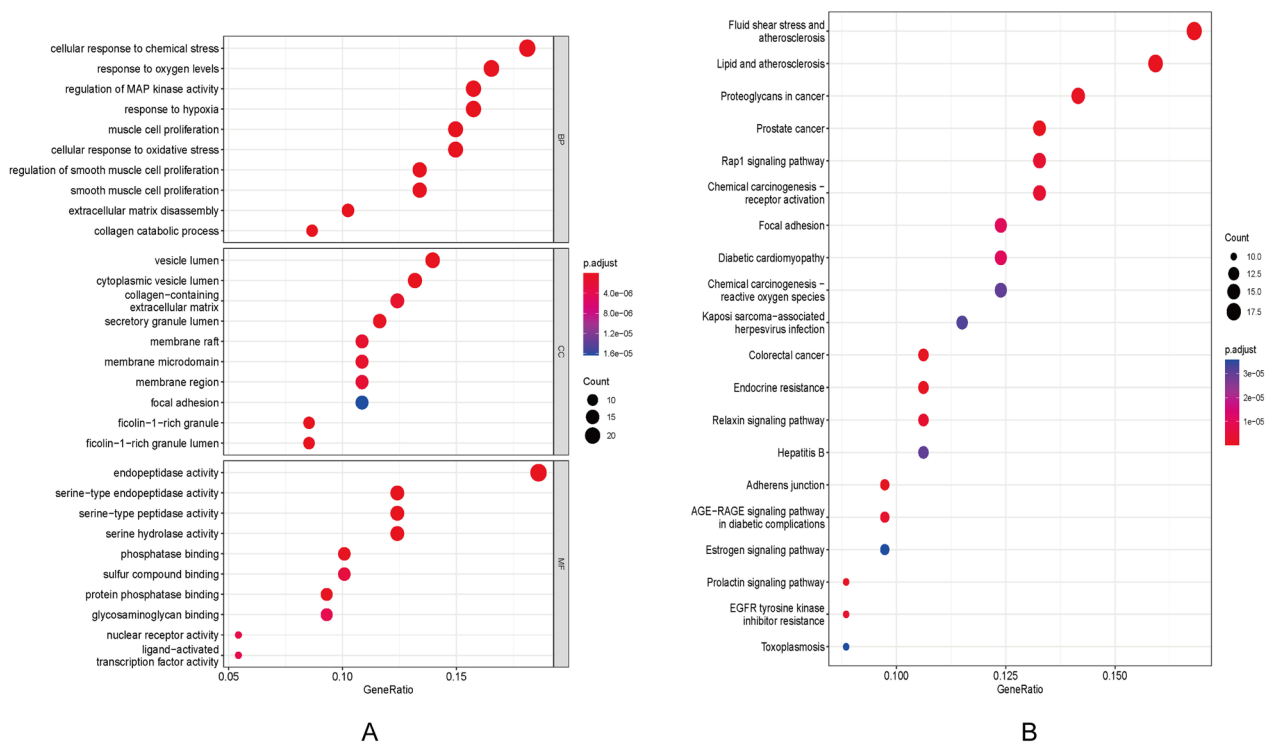 cellular response to chemical stress
response to oxygen levels
regulation of MAP kinase activity
response to hypoxia
muscle cell proliferation
cellular response to oxidative stress
regulation of smooth muscle cell proliferation
smooth muscle cell proliferation
extracellular matrix disassembly
collagen catabolic process
BP
vesicle lumen
cytoplasmic vesicle lumen
collagen−containing
extracellular matrix
secretory granule lumen
membrane raft
membrane microdomain
membrane region
focal adhesion
ficolin−1−rich granule
ficolin−1−rich granule lumen
CC
endopeptidase activity
serine−type endopeptidase activity
serine−type peptidase activity
serine hydrolase activity
phosphatase binding
sulfur compound binding
protein phosphatase binding
glycosaminoglycan binding
nuclear receptor activity
ligand−activated
transcription factor activity
MF
0.05 0.10 0.15
GeneRatio
p.adjust
4.0e−06
8.0e−06
1.2e−05
1.6e−05
Count
10
15
20
A
Fluid shear stress and
atherosclerosis
Lipid and atherosclerosis
Proteoglycans in cancer
Prostate cancer
Rap1 signaling pathway
Chemical carcinogenesis −
receptor activation
Focal adhesion
Diabetic cardiomyopathy
Chemical carcinogenesis −
reactive oxygen species
Kaposi sarcoma−associated
herpesvirus infection
Colorectal cancer
Endocrine resistance
Relaxin signaling pathway
Hepatitis B
Adherens junction
AGE−RAGE signaling pathway
in diabetic complications
Estrogen signaling pathway
Prolactin signaling pathway
EGFR tyrosine kinase
inhibitor resistance
Toxoplasmosis
0.100 0.125 0.150
GeneRatio
Count
10.0
12.5
15.0
17.5
p.adjust
3e−05
2e−05
1e−05
B